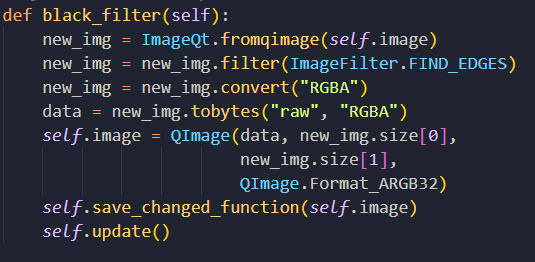 def black_filter(self):
    new_img = ImageQt.fromqimage(self.image)
    new_img = new_img.filter(ImageFilter.FIND_EDGES)
    new_img = new_img.convert("RGBA")
    data = new_img.tobytes("raw", "RGBA")
    self.image = QImage(data, new_img.size[0],
                        new_img.size[1],
                        QImage.Format_ARGB32)
    self.save_changed_function(self.image)
    self.update()